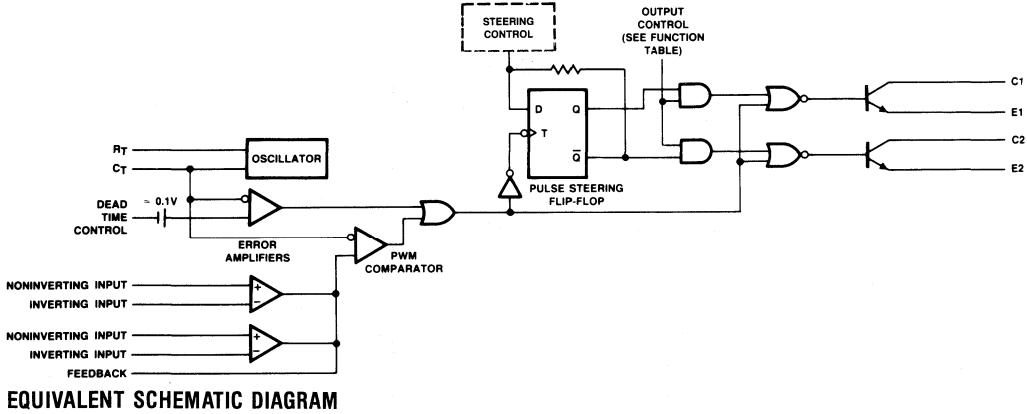 STEERING
CONTROL
OUTPUT
CONTROL
(SEE FUNCTION
TABLE)
C1
D
Q
E1
T
C2
RT
OSCILLATOR
Q
CT
E2
PULSE STEERING
FLIP-FLOP
≈ 0.1V
DEAD
TIME
CONTROL
ERROR
AMPLIFIERS
PWM
COMPARATOR
NONINVERTING INPUT
+
INVERTING INPUT
−
NONINVERTING INPUT
+
INVERTING INPUT
−
FEEDBACK
EQUIVALENT SCHEMATIC DIAGRAM